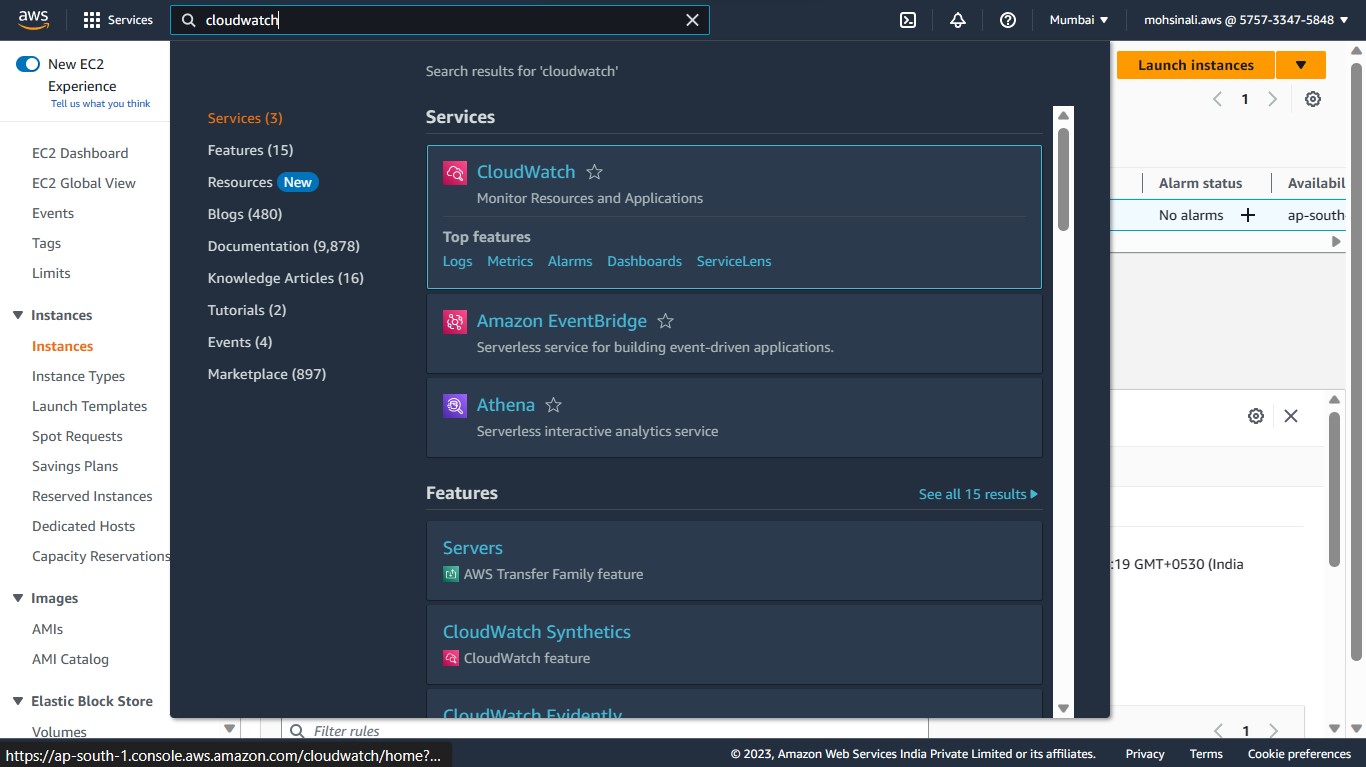 aws
Services
cloudwatch
Mumbai
mohsinali.aws @ 5757-3347-5848
New EC2
Experience
Tell us what you think
EC2 Dashboard
EC2 Global View
Events
Tags
Limits
Instances
Instances
Instance Types
Launch Templates
Spot Requests
Savings Plans
Reserved Instances
Dedicated Hosts
Capacity Reservations
Images
AMIs
AMI Catalog
Elastic Block Store
Volumes
Search results for 'cloudwatch'
Services (3)
Features (15)
Resources New
Blogs (480)
Documentation (9,878)
Knowledge Articles (16)
Tutorials (2)
Events (4)
Marketplace (897)
Services
CloudWatch
Monitor Resources and Applications
Top features
Logs Metrics Alarms Dashboards ServiceLens
Amazon EventBridge
Serverless service for building event-driven applications.
Athena
Serverless interactive analytics service
Features
See all 15 results
Servers
AWS Transfer Family feature
CloudWatch Synthetics
CloudWatch feature
CloudWatch Evidently
Launch instances
1
Alarm status
Availabil
No alarms
ap-south-
:19 GMT+0530 (India
Filter rules
1
https://ap-south-1.console.aws.amazon.com/cloudwatch/home?...
© 2023, Amazon Web Services India Private Limited or its affiliates.
Privacy
Terms
Cookie preferences